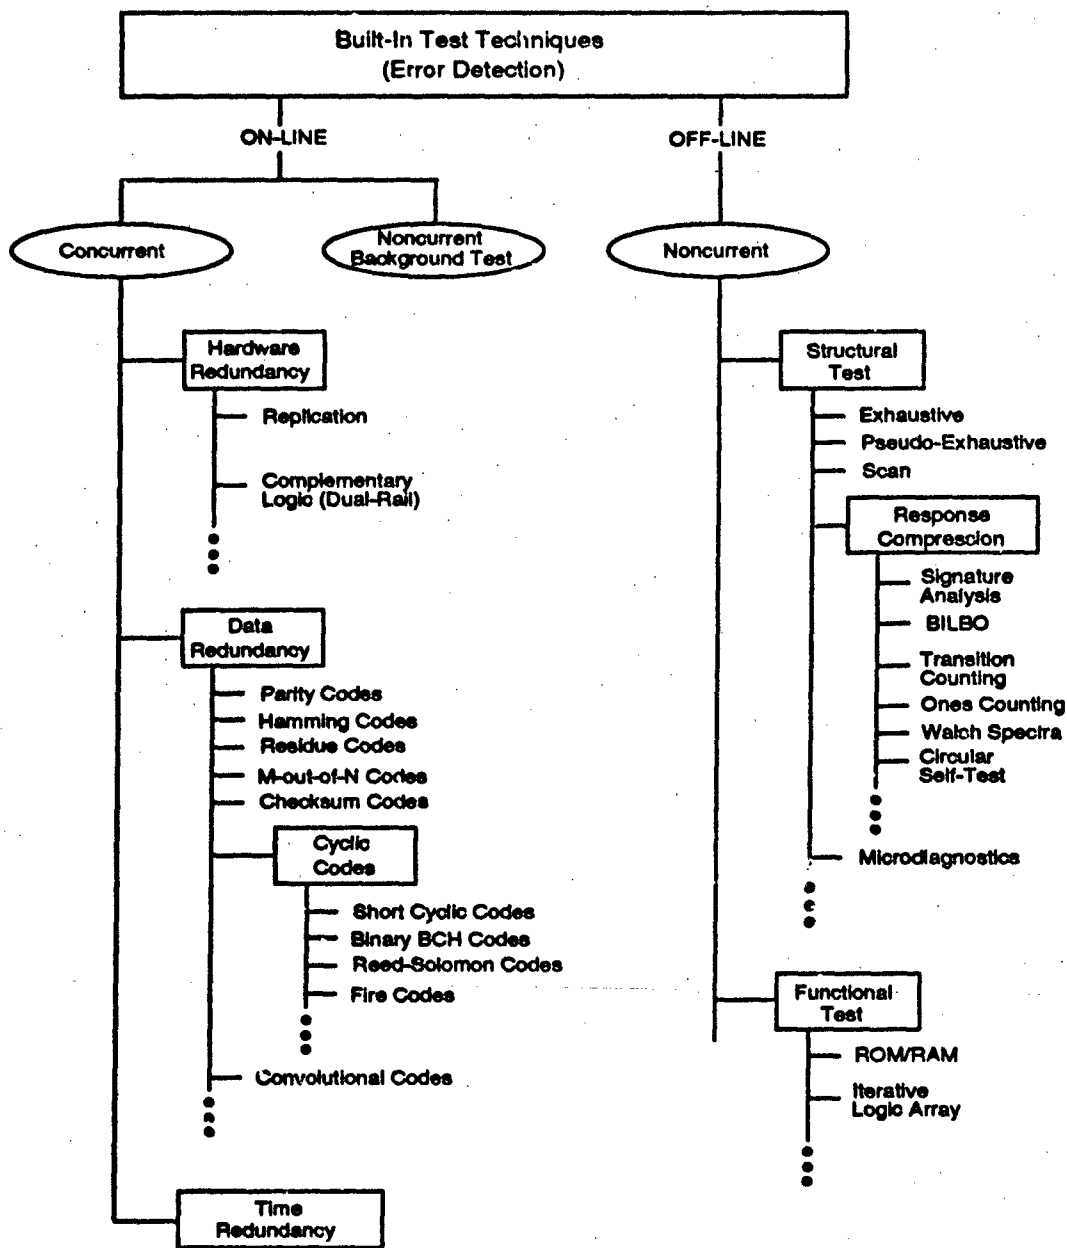 Built-In Test Techniques
(Error Detection)
ON-LINE
OFF-LINE
Concurrent
Noncurrent
Background Test
Noncurrent
Hardware
Redundancy
Replication
Complementary
Logic (Dual-Rail)
Data
Redundancy
Parity Codes
Hamming Codes
Residue Codes
M-out-of-N Codes
Checksum Codes
Cyclic
Codes
Short Cyclic Codes
Binary BCH Codes
Reed-Solomon Codes
Fire Codes
Convolutional Codes
Time
Redundancy
Structural
Test
Exhaustive
Pseudo-Exhaustive
Scan
Response
Compression
Signature
Analysis
BILBO
Transition
Counting
Ones Counting
Walch Spectra
Circular
Self-Test
Microdiagnostics
Functional
Test
ROM/RAM
Iterative
Logic Array